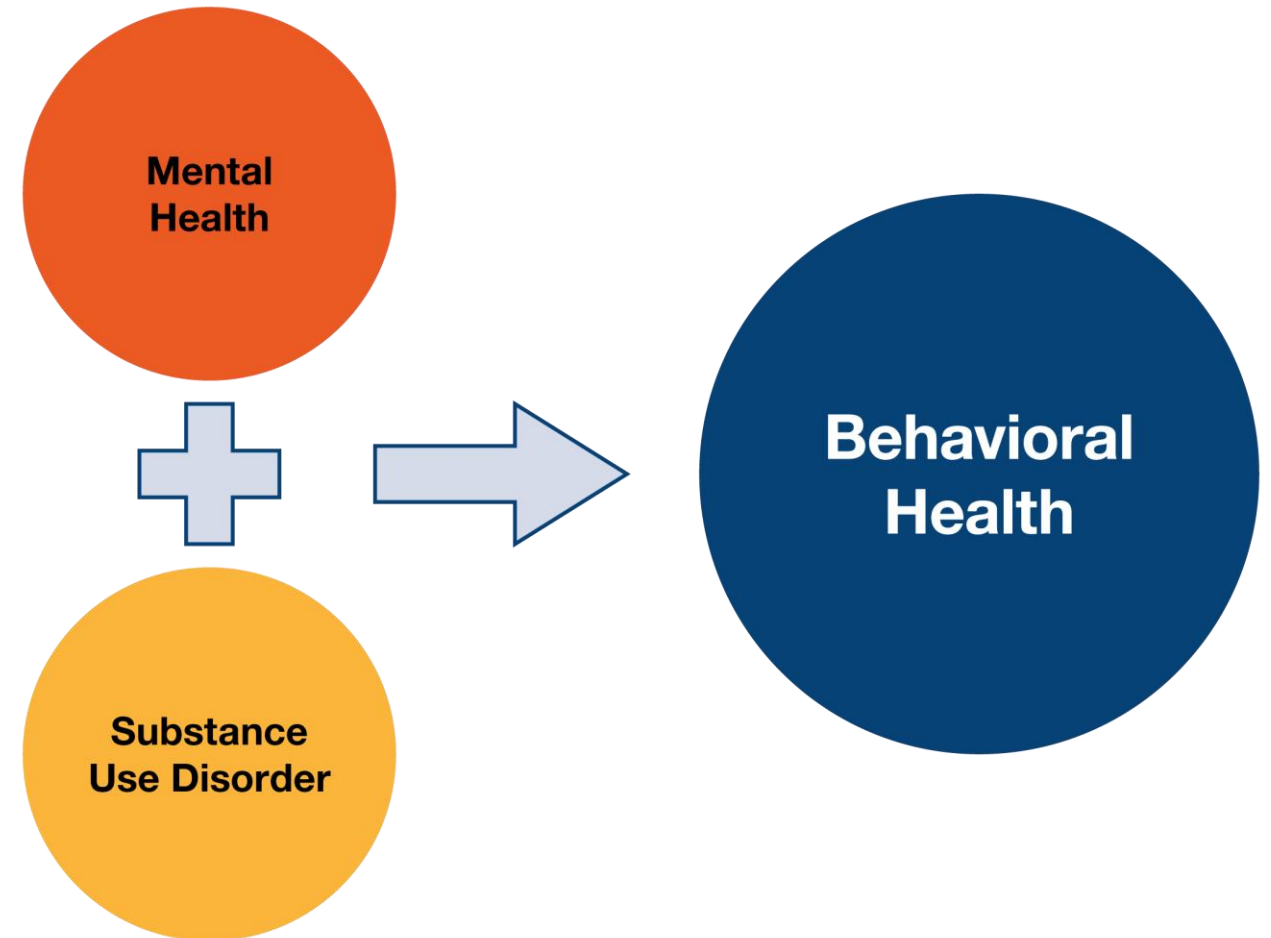 Mental
Health
Substance
Use Disorder
Behavioral
Health